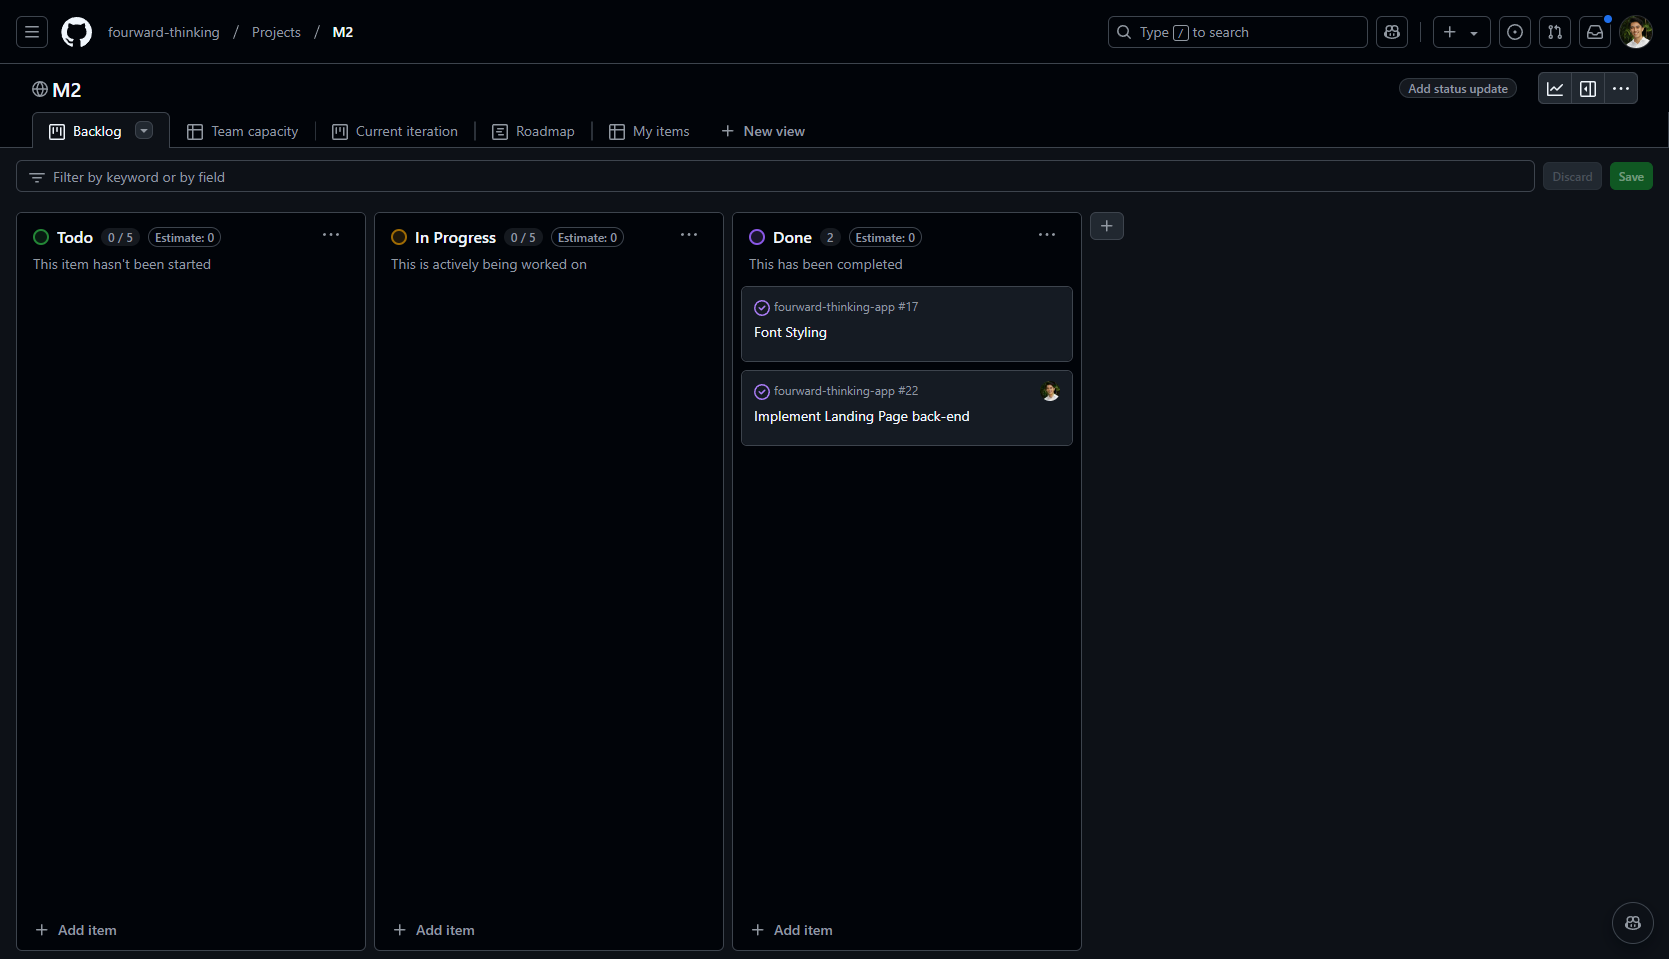 fourward-thinking / Projects / M2
Type / to search
M2
Add status update
Backlog
Team capacity
Current iteration
Roadmap
My items
New view
Filter by keyword or by field
Discard
Save
Todo 0 / 5 Estimate: 0
This item hasn't been started
Add item
In Progress 0 / 5 Estimate: 0
This is actively being worked on
Add item
Done 2 Estimate: 0
This has been completed
fourward-thinking-app #17
Font Styling
fourward-thinking-app #22
Implement Landing Page back-end
Add item